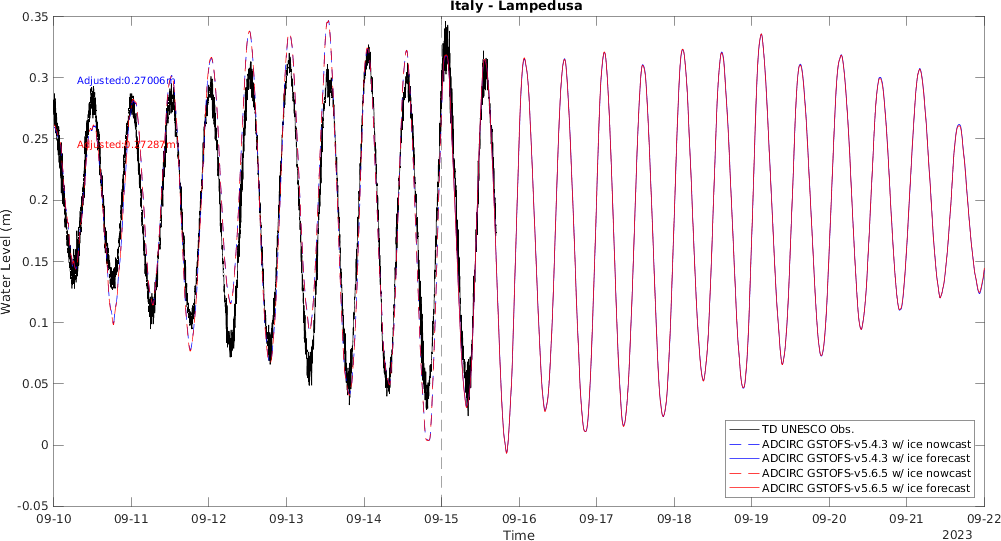 Italy - Lampedusa
0.35
0.3
0.25
0.2
0.15
0.1
0.05
0
-0.05
Water Level (m)
Adjusted:0.27006m
Adjusted:0.27287m
TD UNESCO Obs.
ADCIRC GSTOFS-v5.4.3 w/ ice nowcast
ADCIRC GSTOFS-v5.4.3 w/ ice forecast
ADCIRC GSTOFS-v5.6.5 w/ ice nowcast
ADCIRC GSTOFS-v5.6.5 w/ ice forecast
09-10 09-11 09-12 09-13 09-14 09-15 09-16 09-17 09-18 09-19 09-20 09-21 09-22
Time
2023